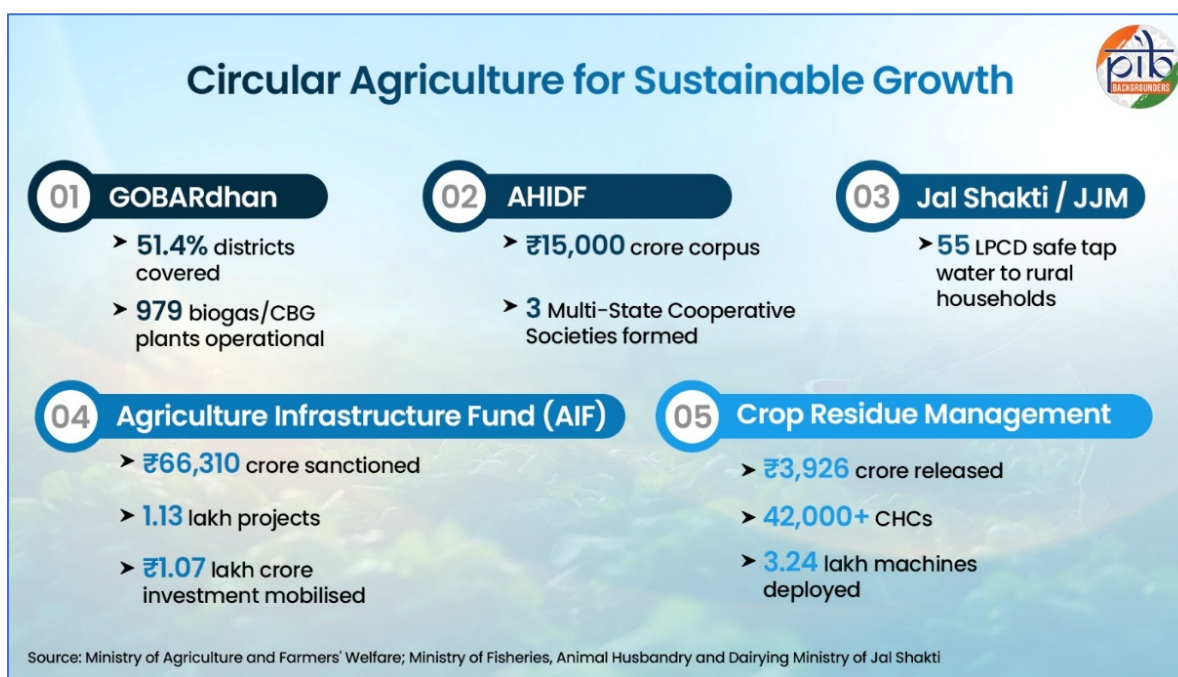 pib
BACKGROUNDERS
Circular Agriculture for Sustainable Growth
01 GOBARdhan
➤ 51.4% districts
covered
➤ 979 biogas/CBG
plants operational
02 AHIDF
➤ ₹15,000 crore corpus
➤ 3 Multi-State Cooperative
Societies formed
03 Jal Shakti / JJM
➤ 55 LPCD safe tap
water to rural
households
04 Agriculture Infrastructure Fund (AIF)
➤ ₹66,310 crore sanctioned
➤ 1.13 lakh projects
➤ ₹1.07 lakh crore
investment mobilised
05 Crop Residue Management
➤ ₹3,926 crore released
➤ 42,000+ CHCs
➤ 3.24 lakh machines
deployed
Source: Ministry of Agriculture and Farmers' Welfare; Ministry of Fisheries, Animal Husbandry and Dairying Ministry of Jal Shakti